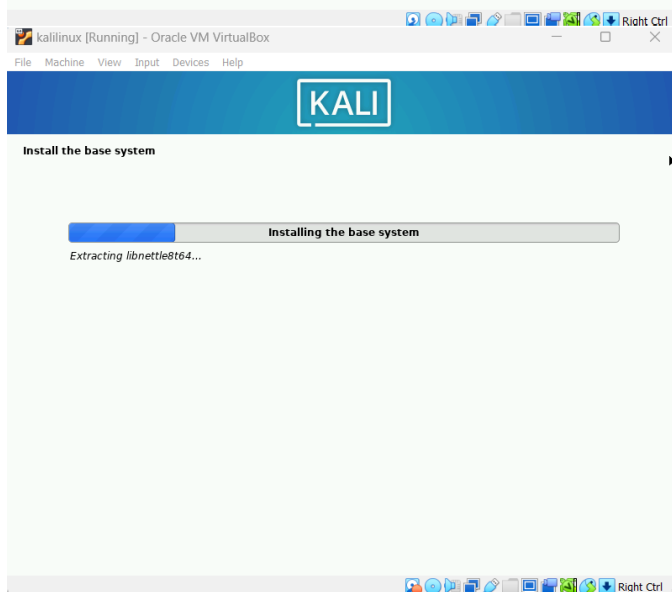 Right Ctrl
kalilinux [Running] - Oracle VM VirtualBox
File Machine View Input Devices Help
KALI
Install the base system
Installing the base system
Extracting libnettle8t64...
Right Ctrl